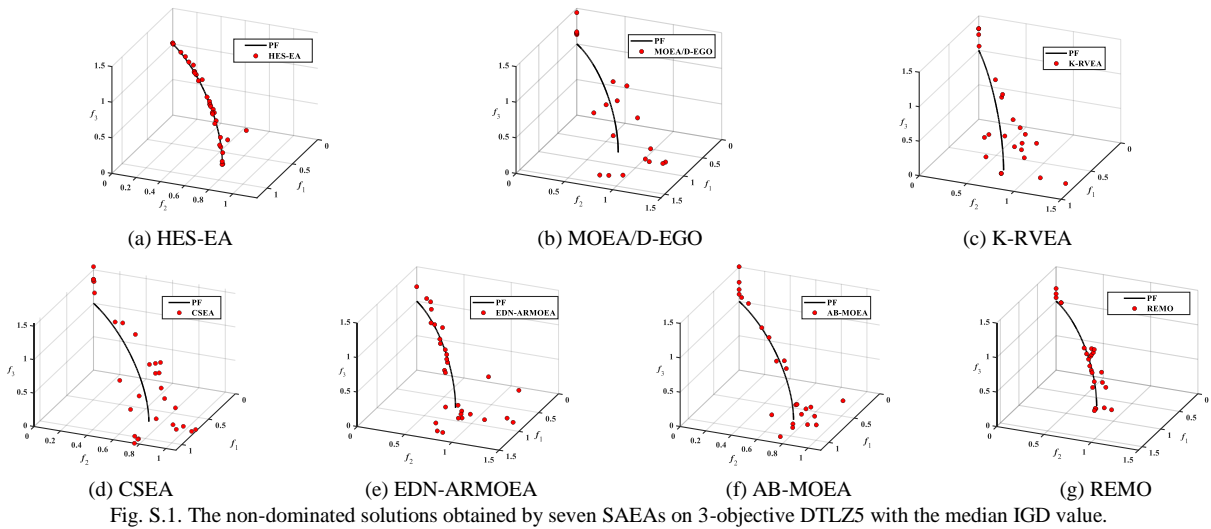 PF
HES-EA
1.5
1
0.5
0
f3
0
0.2
0.4
0.6
0.8
1
f2
0
0.5
1
f1
(a) HES-EA
PF
MOEA/D-EGO
1.5
1
0.5
0
f3
0
0.5
1
1.5
f2
0
0.5
1
1.5
f1
(b) MOEA/D-EGO
PF
K-RVEA
1.5
1
0.5
0
f3
0
0.5
1
1.5
f2
0
0.5
1
f1
(c) K-RVEA
PF
CSEA
1.5
1
0.5
0
f3
0
0.2
0.4
0.6
0.8
1
f2
0
0.5
1
f1
(d) CSEA
PF
EDN-ARMOEA
1.5
1
0.5
0
f3
0
0.5
1
1.5
f2
0
0.5
1
1.5
f1
(e) EDN-ARMOEA
PF
AB-MOEA
1.5
1
0.5
0
f3
0
0.2
0.4
0.6
0.8
1
f2
0
0.5
1
f1
(f) AB-MOEA
PF
REMO
1.5
1
0.5
0
f3
0
0.5
1
1.5
f2
0
0.5
1
1.5
f1
(g) REMO
Fig. S.1. The non-dominated solutions obtained by seven SAEAs on 3-objective DTLZ5 with the median IGD value.